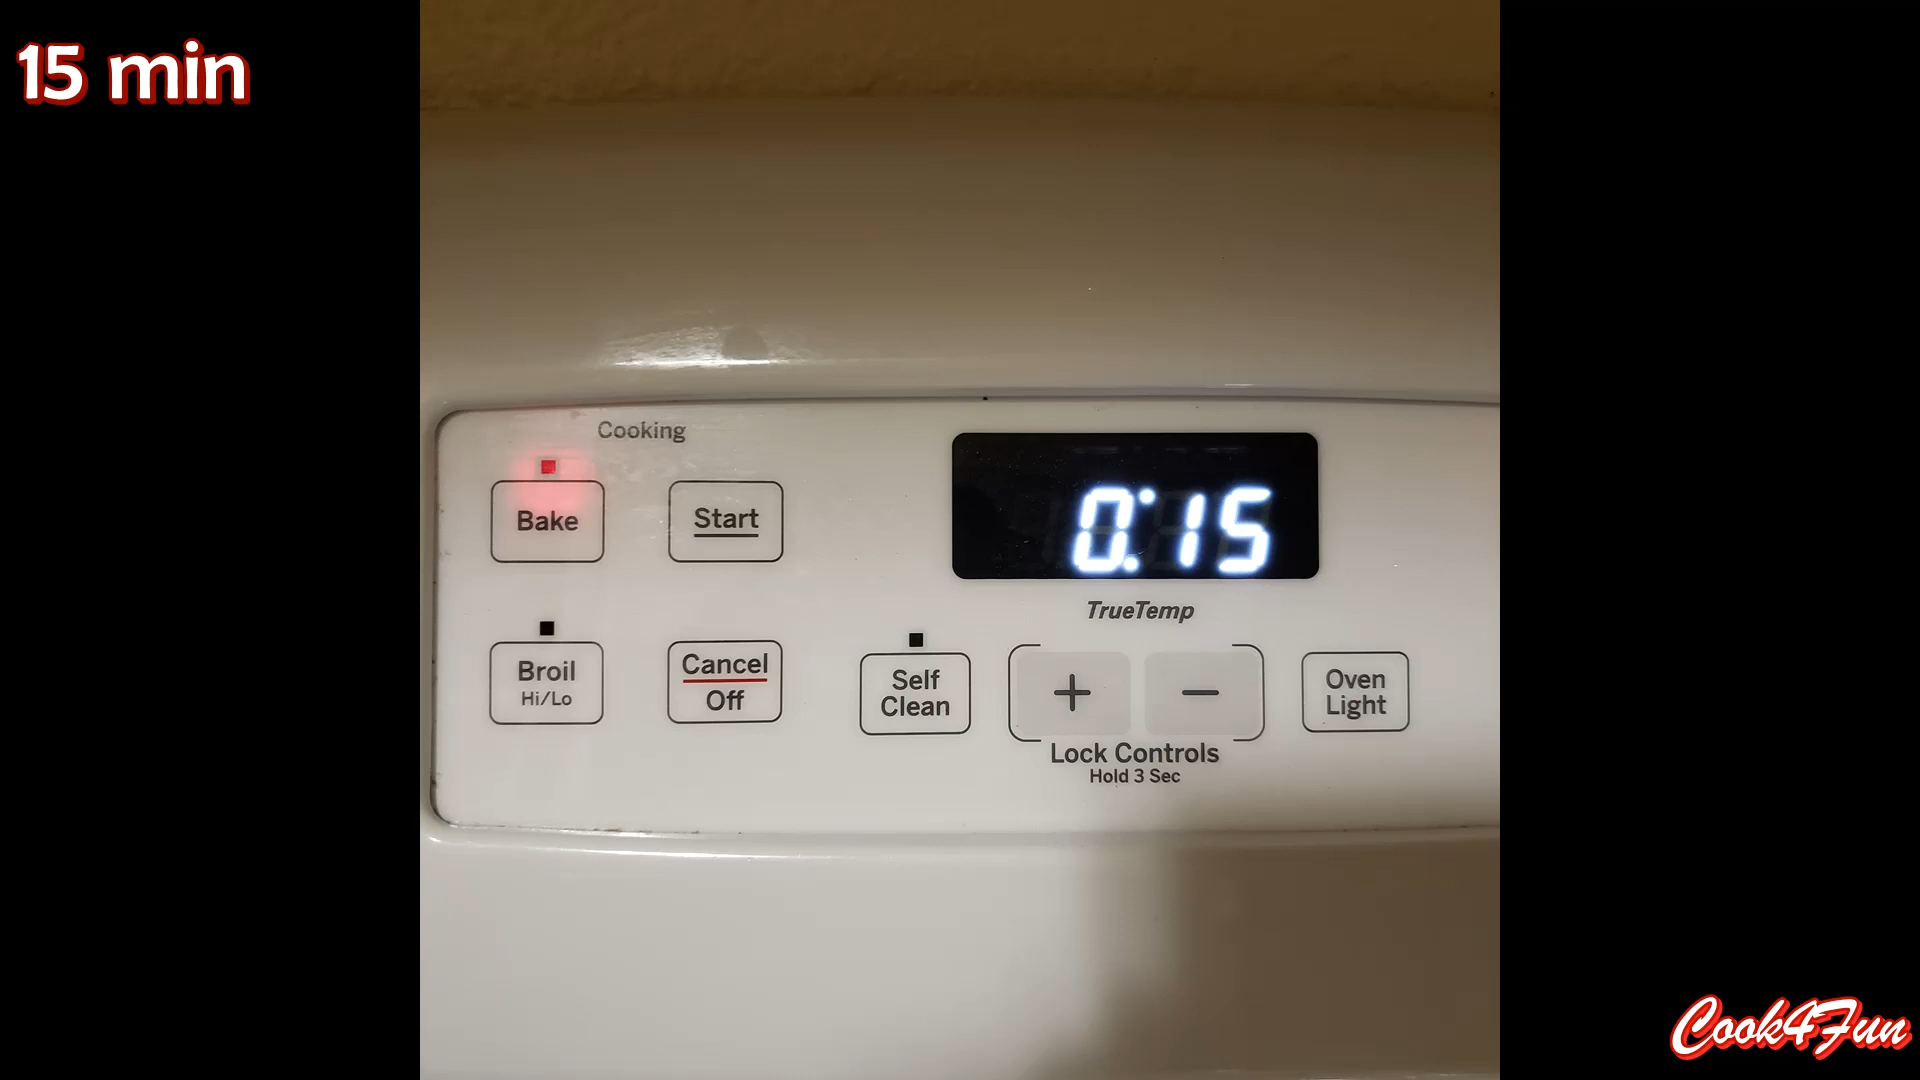 15 min
Cooking
Bake
Start
0:15
TrueTemp
Broil
Hi/Lo
Cancel
Off
Self
Clean
+
−
Oven
Light
Lock Controls
Hold 3 Sec
Cook4Fun